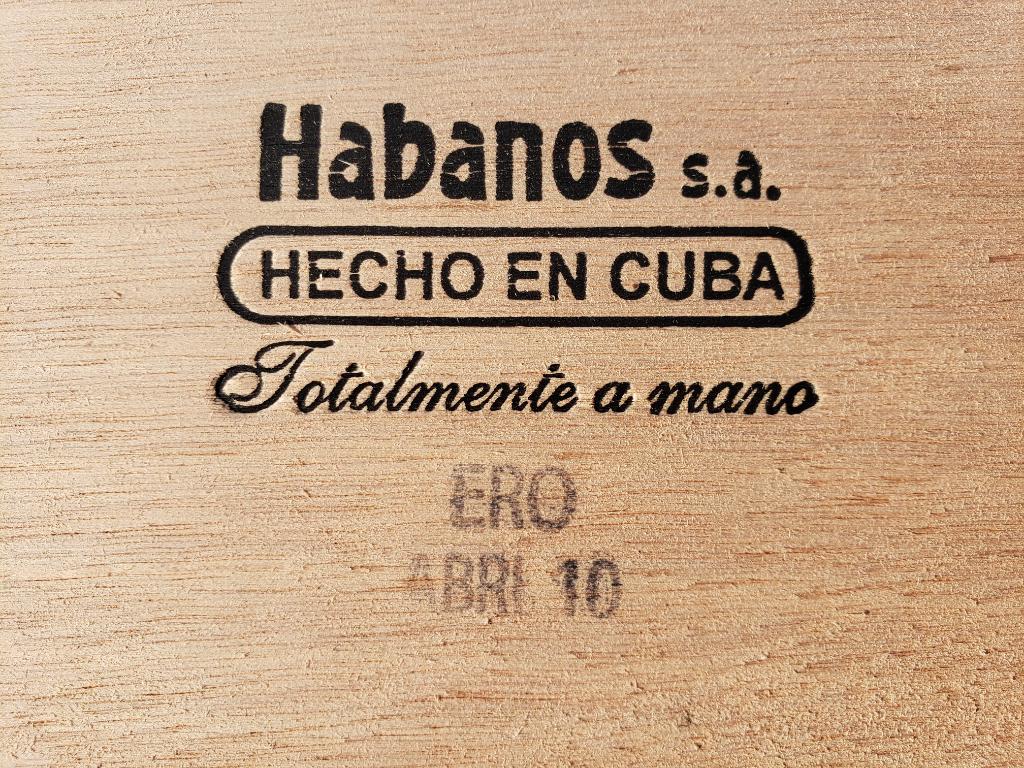 Habanos s.a.
HECHO EN CUBA
Totalmente a mano
ERO
ABRI 10